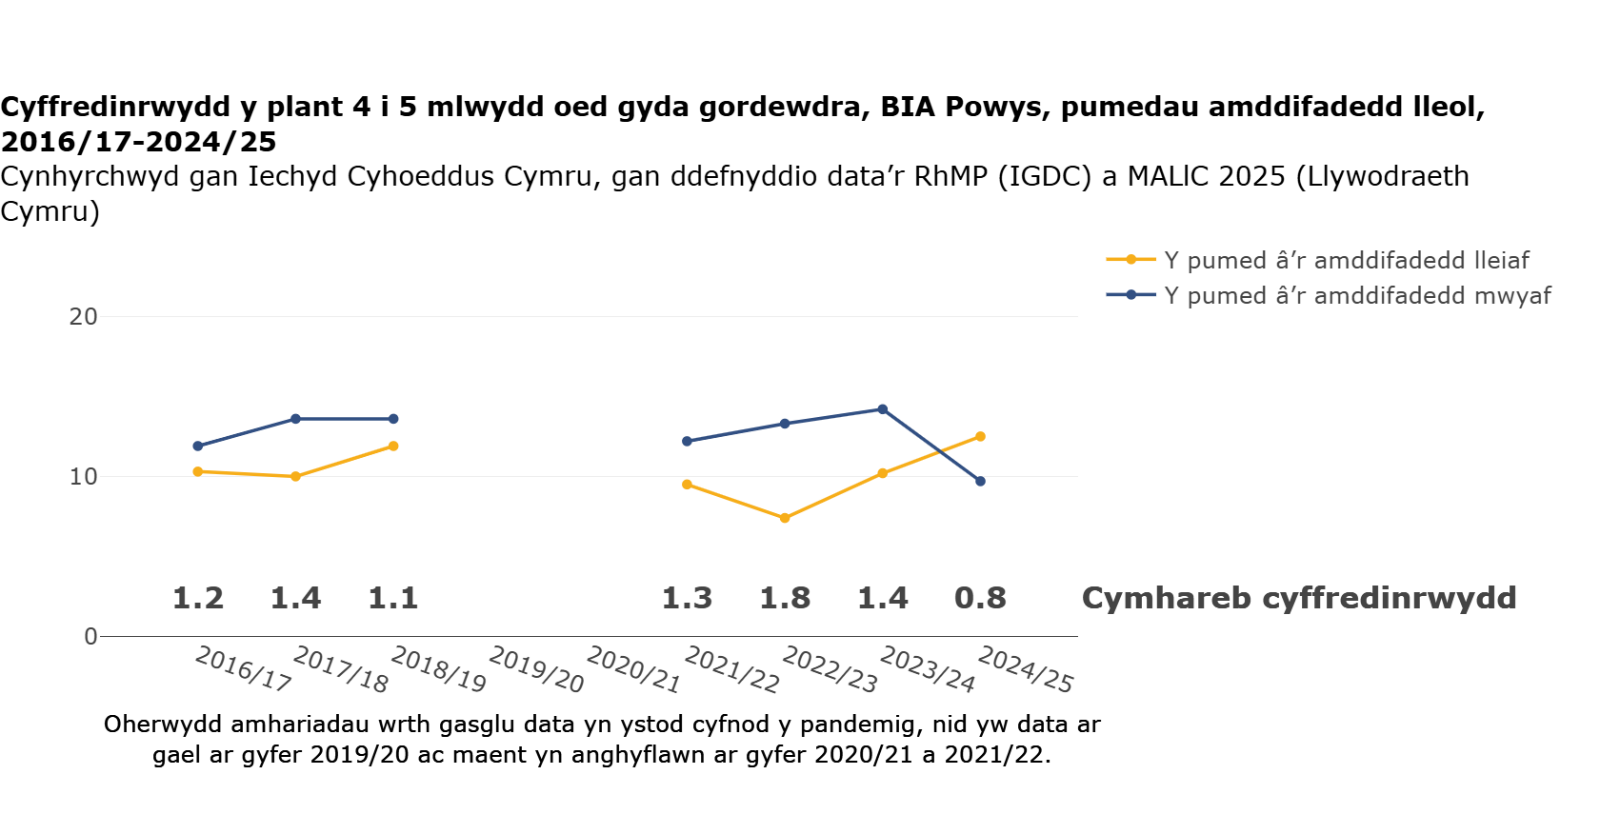 Cyffredinrwydd y plant 4 i 5 mlwydd oed gyda gordewdra, BIA Powys, pumedau amddifadedd lleol,
2016/17-2024/25
Cynhyrchwyd gan Iechyd Cyhoeddus Cymru, gan ddefnyddio data’r RhMP (IGDC) a MALlC 2025 (Llywodraeth
Cymru)
Y pumed â’r amddifadedd lleiaf
Y pumed â’r amddifadedd mwyaf
20
10
0
1.2 1.4 1.1 1.3 1.8 1.4 0.8 Cymhareb cyffredinrwydd
2016/17 2017/18 2018/19 2019/20 2020/21 2021/22 2022/23 2023/24 2024/25
Oherwydd amhariadau wrth gasglu data yn ystod cyfnod y pandemig, nid yw data ar
gael ar gyfer 2019/20 ac maent yn anghyflawn ar gyfer 2020/21 a 2021/22.